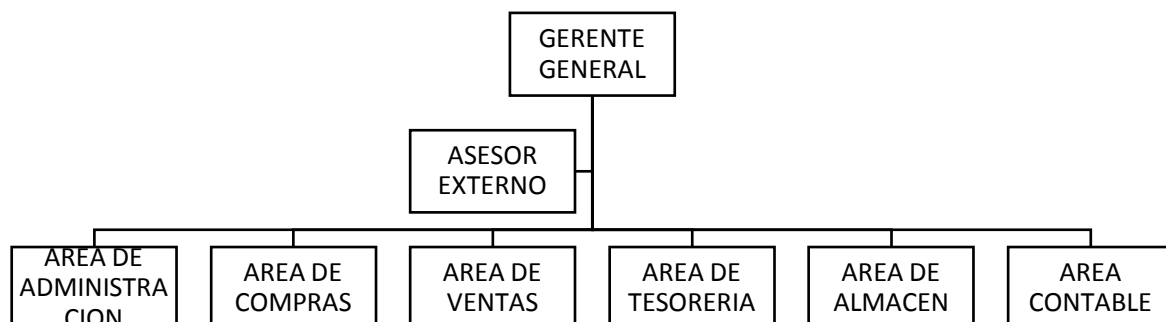 GERENTE
GENERAL
ASESOR
EXTERNO
AREA DE
ADMINISTRA
CION
AREA DE
COMPRAS
AREA DE
VENTAS
AREA DE
TESORERIA
AREA DE
ALMACEN
AREA
CONTABLE